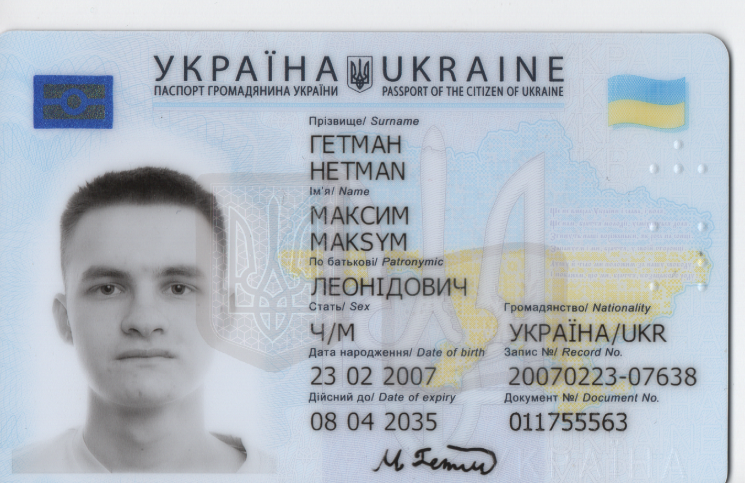 УКРАЇНА UKRAINE
ПАСПОРТ ГРОМАДЯНИНА УКРАЇНИ PASSPORT OF THE CITIZEN OF UKRAINE
Прізвище/ Surname
ГЕТМАН
HETMAN
Ім'я/ Name
МАКСИМ
MAKSYM
По батькові/ Patronymic
ЛЕОНІДОВИЧ
Стать/ Sex Громадянство/ Nationality
Ч/М УКРАЇНА/UKR
Дата народження/ Date of birth Запис №/ Record No.
23 02 2007 20070223-07638
Дійсний до/ Date of expiry Документ №/ Document No.
08 04 2035 011755563
М. Гетман
КРАЇНА